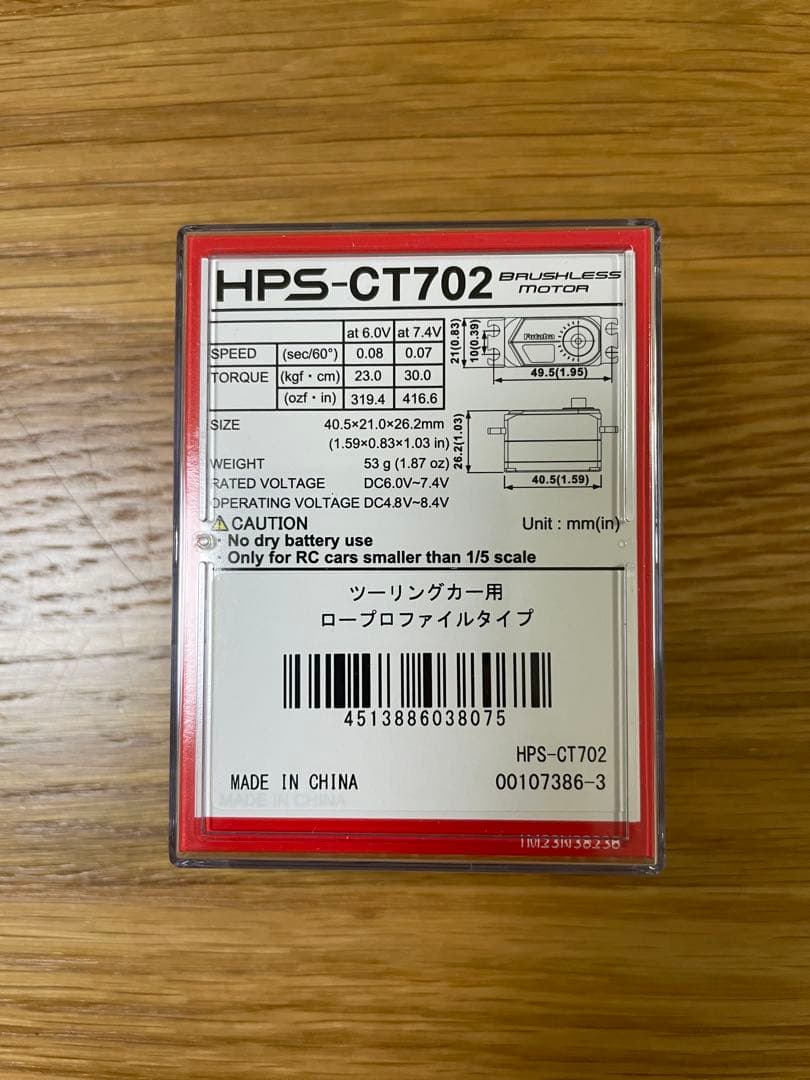 HPS-CT702 BRUSHLESS MOTOR
at 6.0V at 7.4V
SPEED (sec/60°) 0.08 0.07
TORQUE (kgf・cm) 23.0 30.0
(ozf・in) 319.4 416.6
21(0.83)
10(0.39)
Futaba
49.5(1.95)
26.2(1.03)
40.5(1.59)
SIZE 40.5×21.0×26.2mm
(1.59×0.83×1.03 in)
WEIGHT 53 g (1.87 oz)
RATED VOLTAGE DC6.0V~7.4V
OPERATING VOLTAGE DC4.8V~8.4V
CAUTION Unit : mm(in)
・No dry battery use
・Only for RC cars smaller than 1/5 scale
ツーリングカー用
ロープロファイルタイプ
4513886038075
HPS-CT702
MADE IN CHINA 00107386-3
1M23N38236